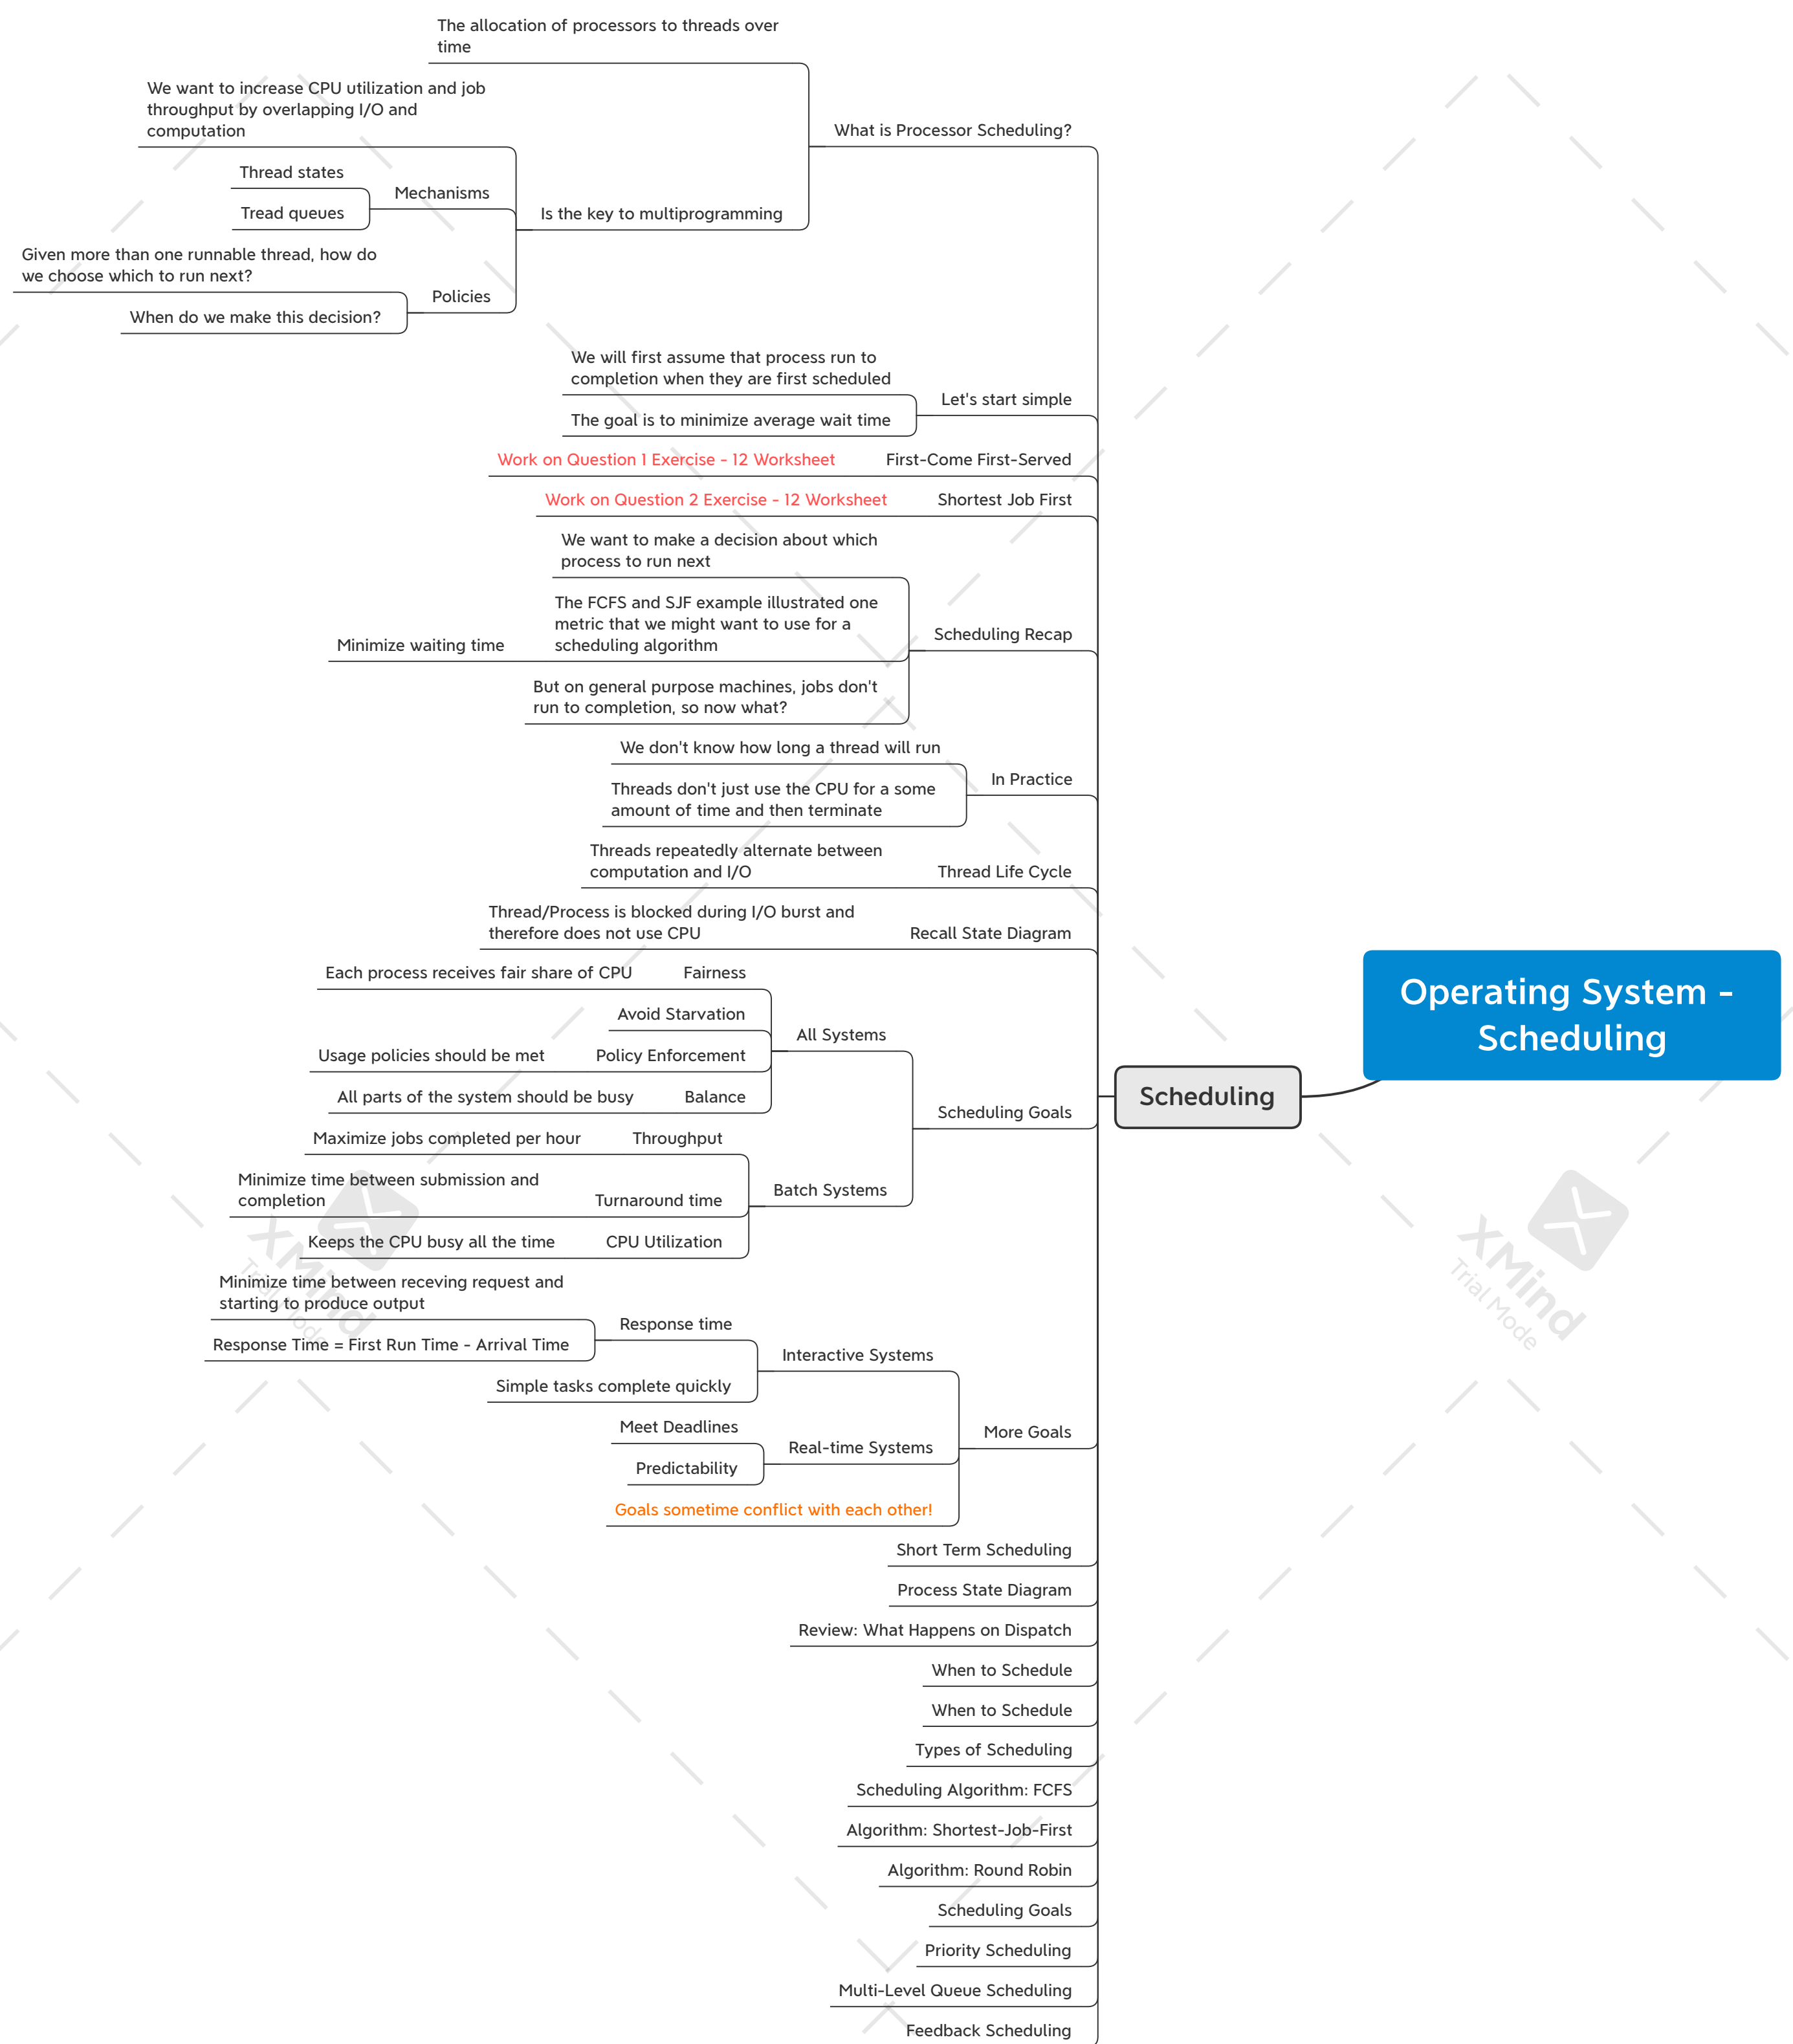 The allocation of processors to threads over
time
We want to increase CPU utilization and job
throughput by overlapping I/O and
computation
What is Processor Scheduling?
Thread states
Mechanisms
Tread queues
Is the key to multiprogramming
Given more than one runnable thread, how do
we choose which to run next?
Policies
When do we make this decision?
We will first assume that process run to
completion when they are first scheduled
Let's start simple
The goal is to minimize average wait time
Work on Question 1 Exercise - 12 Worksheet
First-Come First-Served
Work on Question 2 Exercise - 12 Worksheet
Shortest Job First
We want to make a decision about which
process to run next
The FCFS and SJF example illustrated one
metric that we might want to use for a
scheduling algorithm
Minimize waiting time
Scheduling Recap
But on general purpose machines, jobs don't
run to completion, so now what?
We don't know how long a thread will run
In Practice
Threads don't just use the CPU for a some
amount of time and then terminate
Threads repeatedly alternate between
computation and I/O
Thread Life Cycle
Thread/Process is blocked during I/O burst and
therefore does not use CPU
Recall State Diagram
Each process receives fair share of CPU
Fairness
Avoid Starvation
All Systems
Usage policies should be met
Policy Enforcement
All parts of the system should be busy
Balance
Scheduling Goals
Maximize jobs completed per hour
Throughput
Minimize time between submission and
completion
Turnaround time
Batch Systems
Keeps the CPU busy all the time
CPU Utilization
Operating System -
Scheduling
Scheduling
Minimize time between receving request and
starting to produce output
Response time
Response Time = First Run Time - Arrival Time
Interactive Systems
Simple tasks complete quickly
Meet Deadlines
Real-time Systems
Predictability
More Goals
Goals sometime conflict with each other!
Short Term Scheduling
Process State Diagram
Review: What Happens on Dispatch
When to Schedule
When to Schedule
Types of Scheduling
Scheduling Algorithm: FCFS
Algorithm: Shortest-Job-First
Algorithm: Round Robin
Scheduling Goals
Priority Scheduling
Multi-Level Queue Scheduling
Feedback Scheduling
XMind
Trial Mode
XMind
Trial Mode